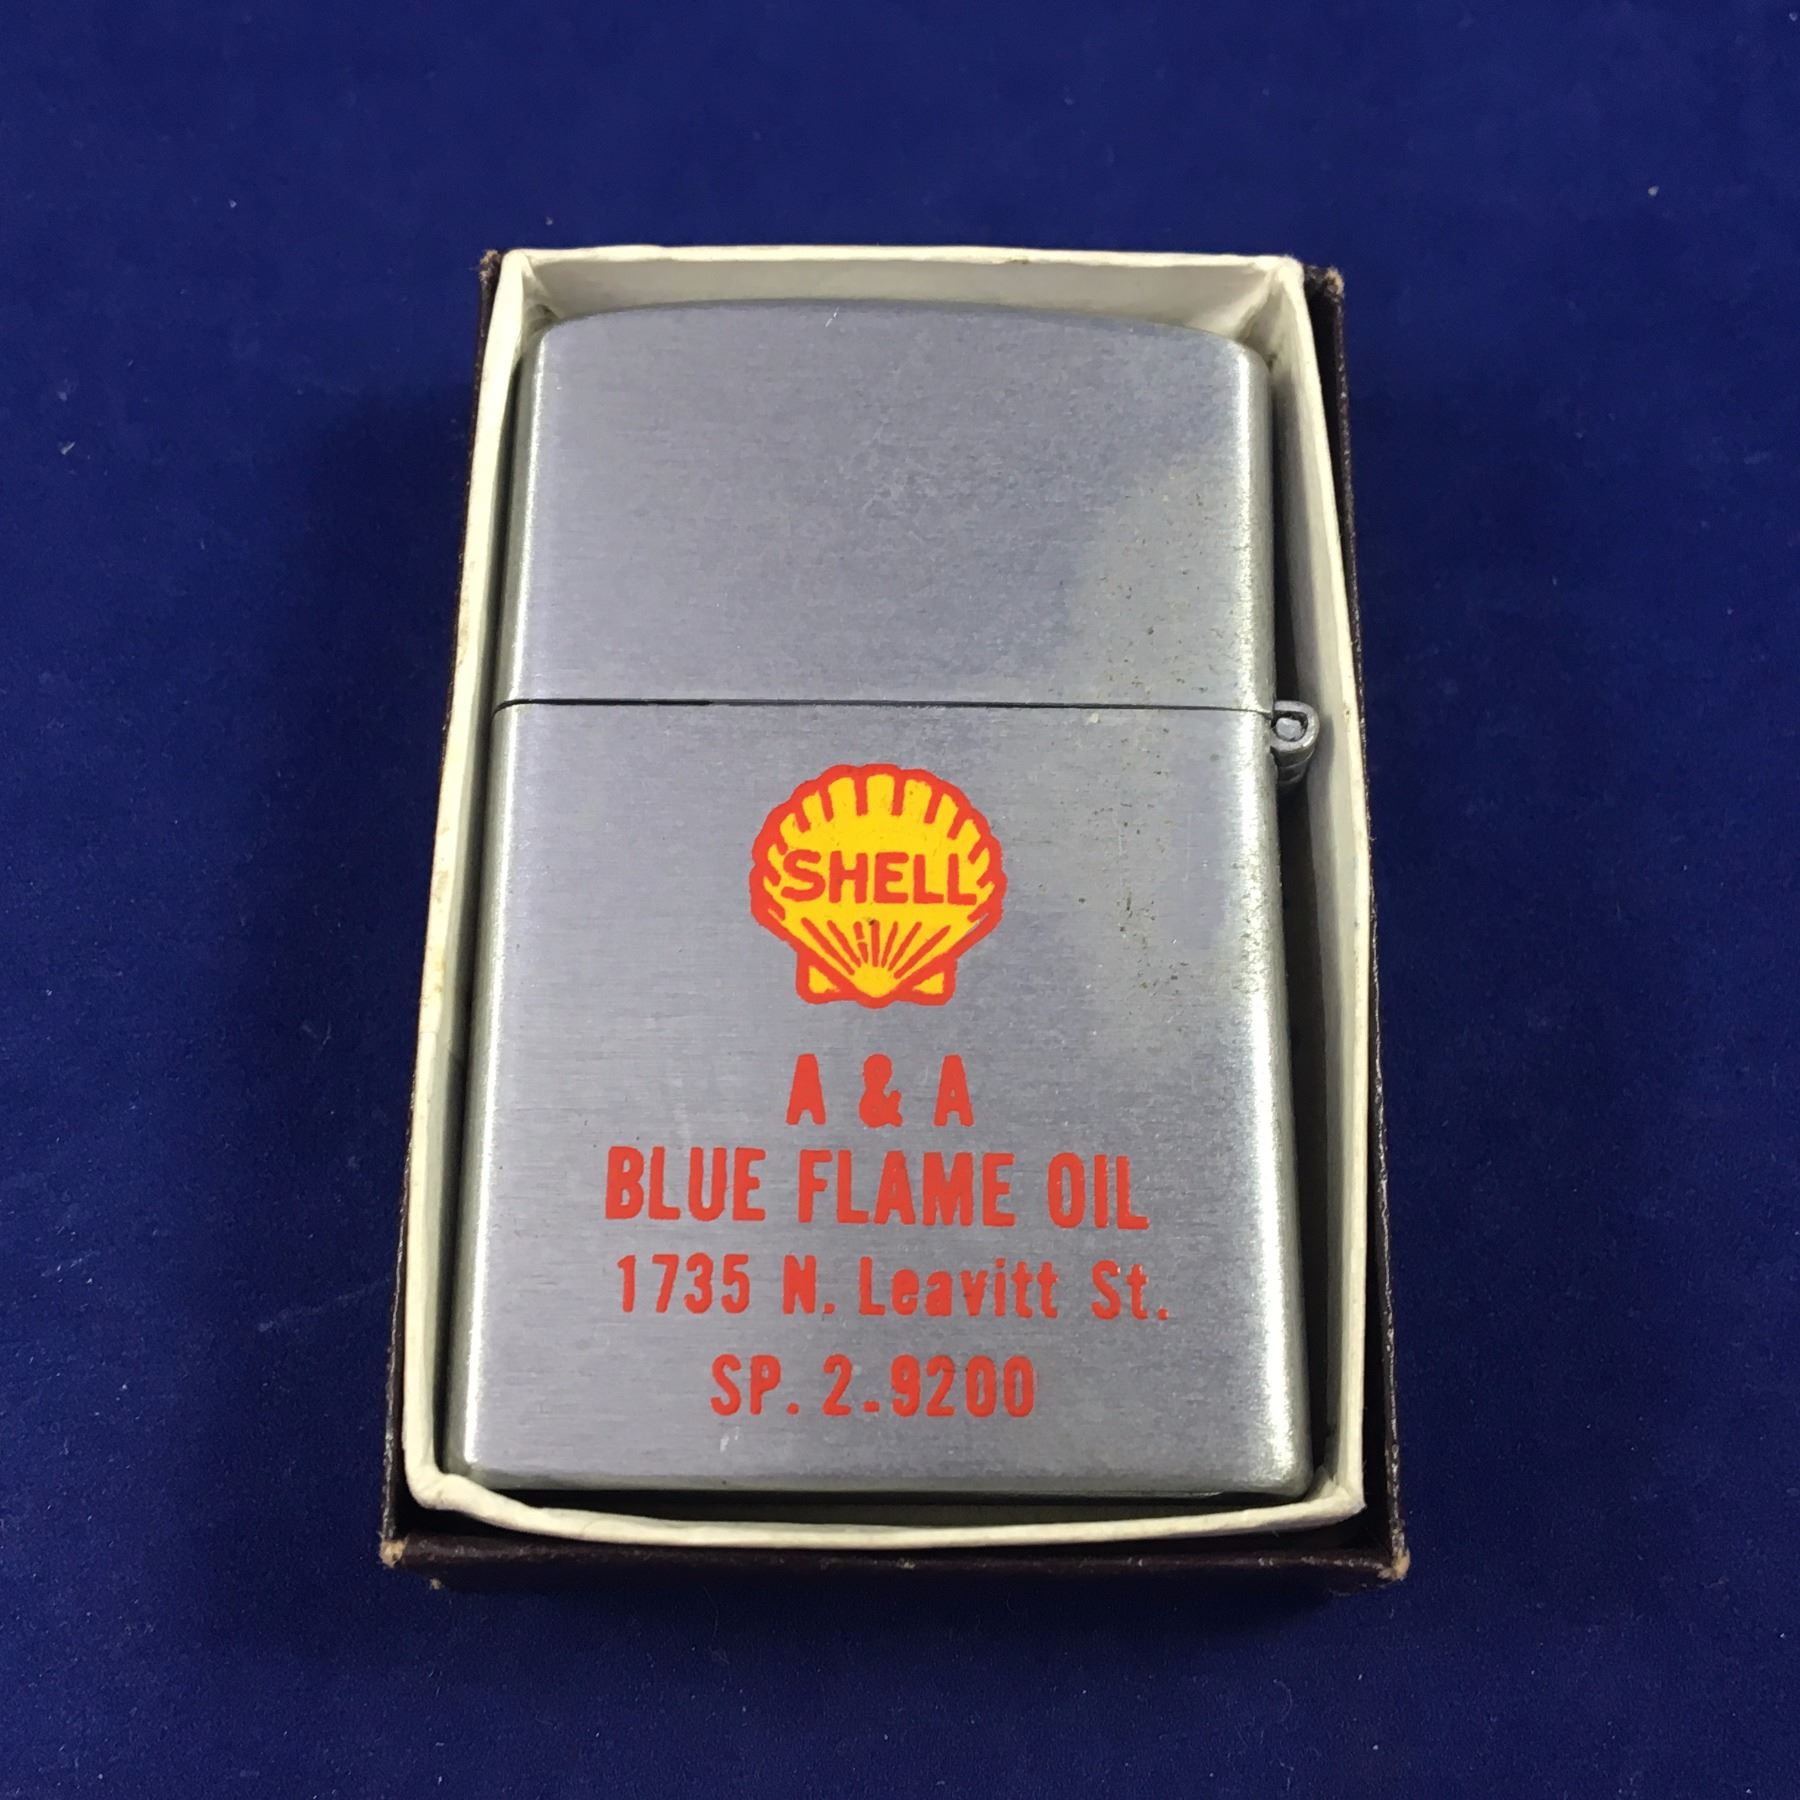 SHELL
A & A
BLUE FLAME OIL
1735 N. Leavitt St.
SP. 2-9200